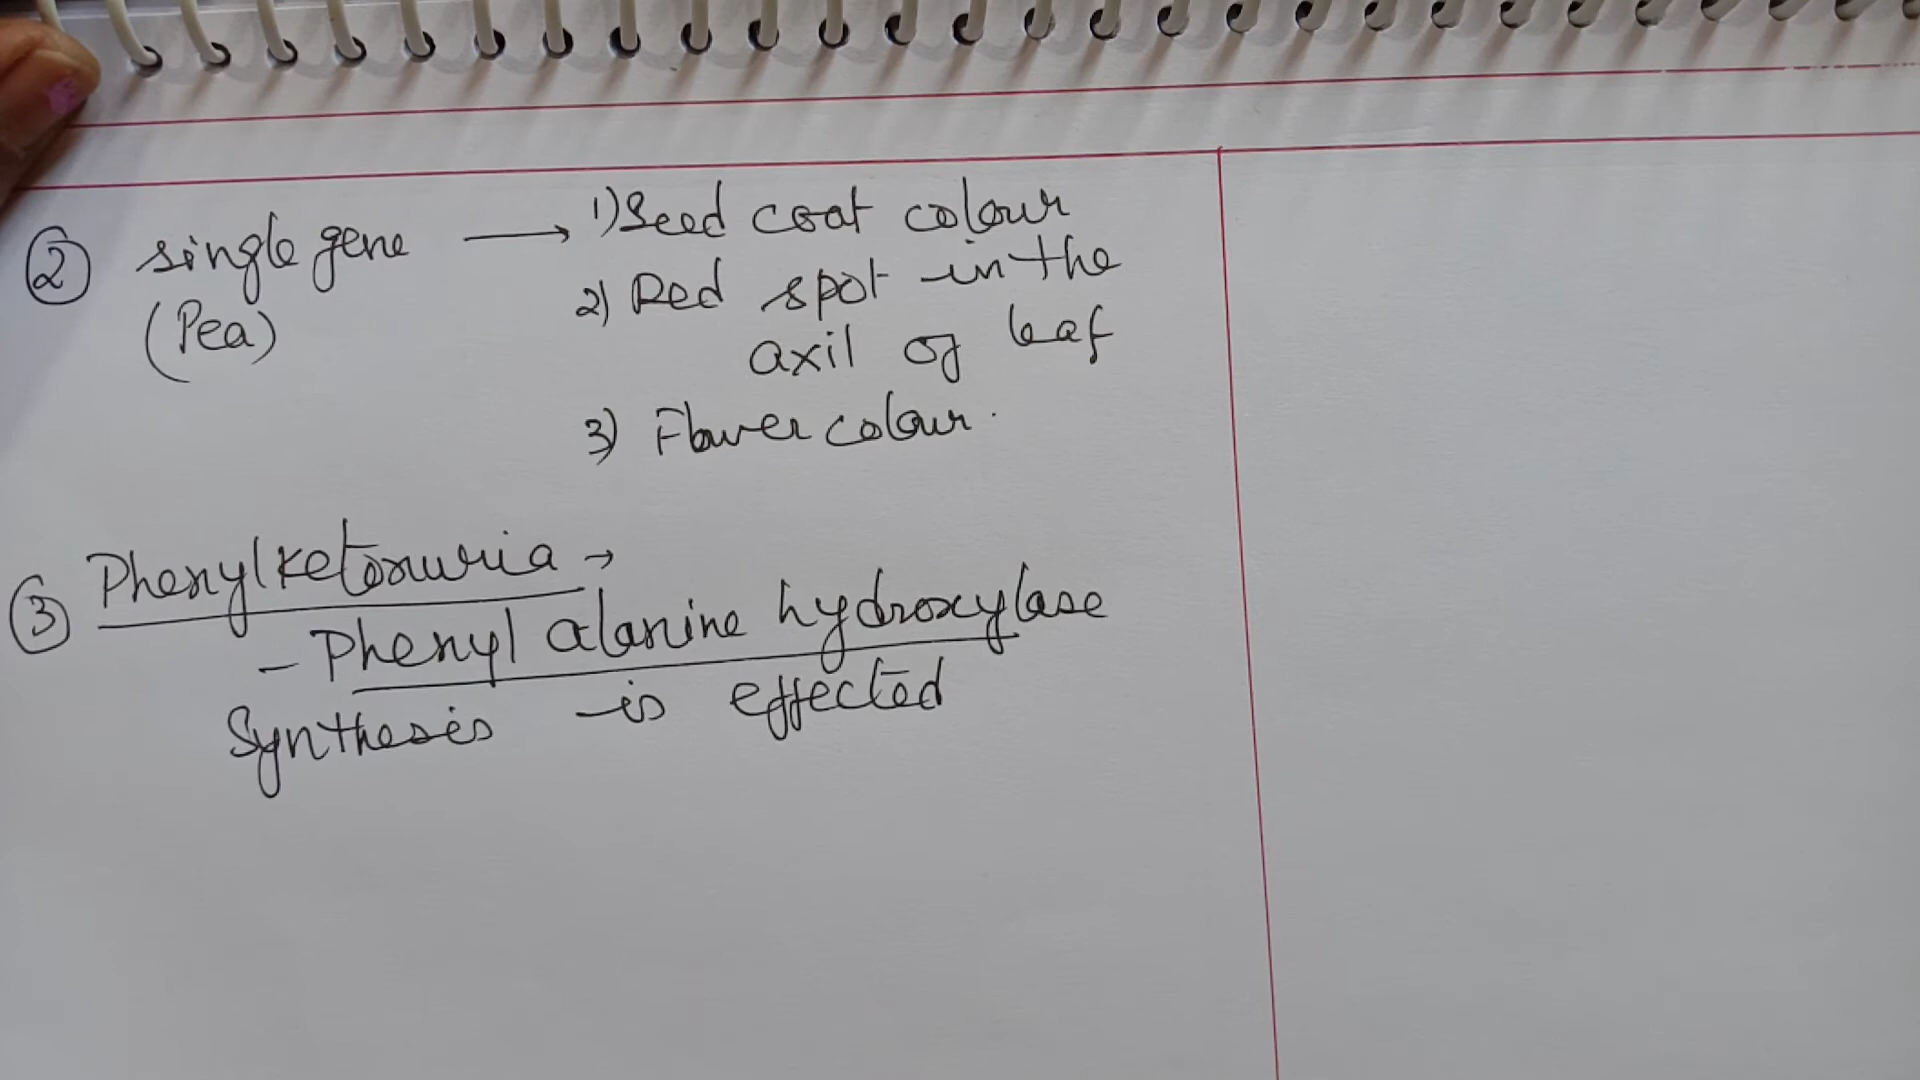 ② single gene → 1) Seed coat colour
(Pea) 2) Red spot in the
axil of leaf
3) Flower colour.
③ Phenylketonuria →
- Phenyl alanine hydroxylase
Synthesis is effected